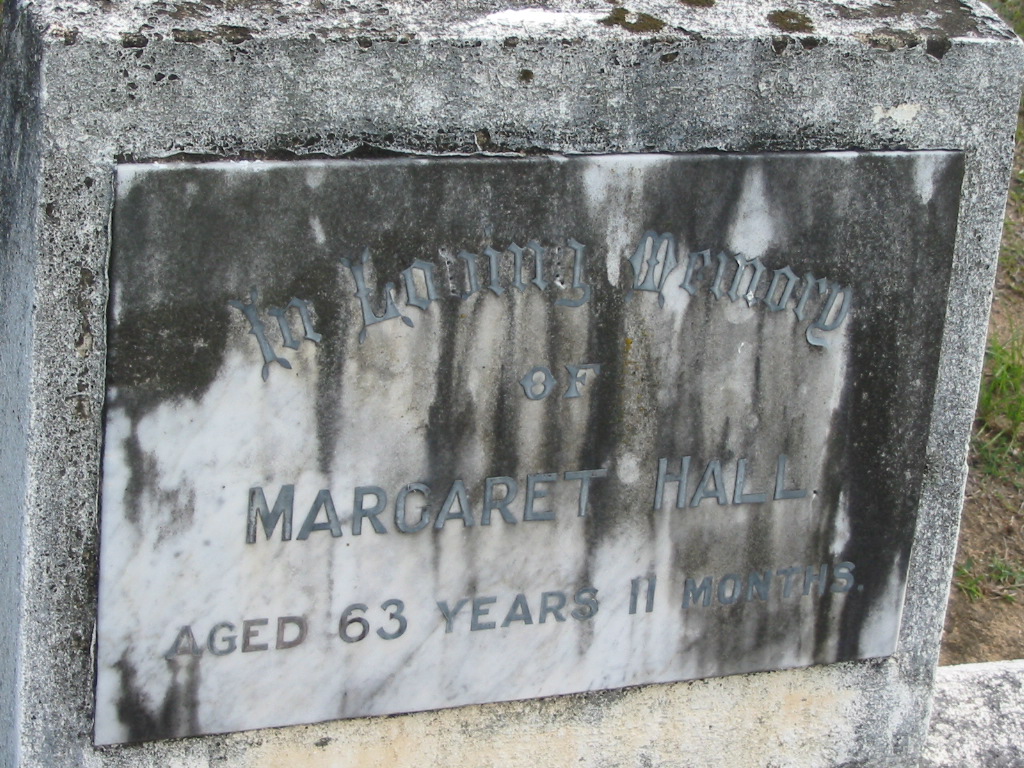 In Loving Memory
OF
MARGARET HALL
AGED 63 YEARS 11 MONTHS.